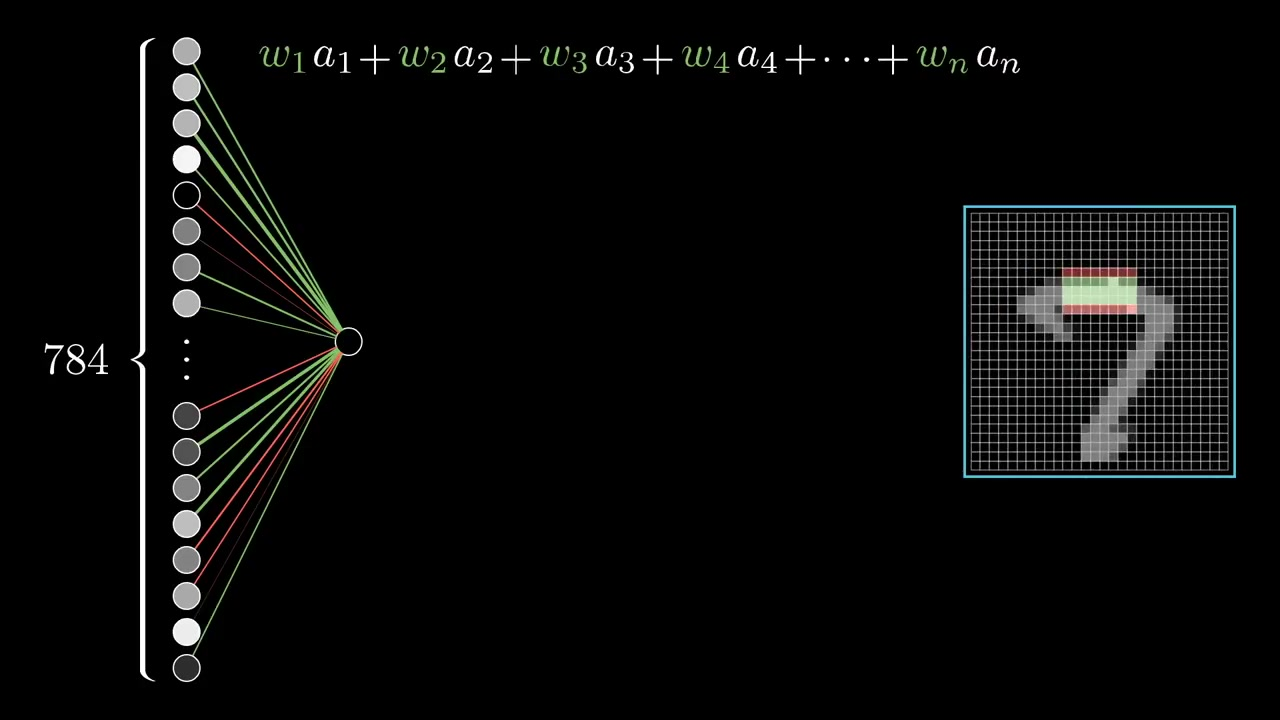 w₁a₁ + w₂a₂ + w₃a₃ + w₄a₄ + ⋯ + wₙaₙ
784